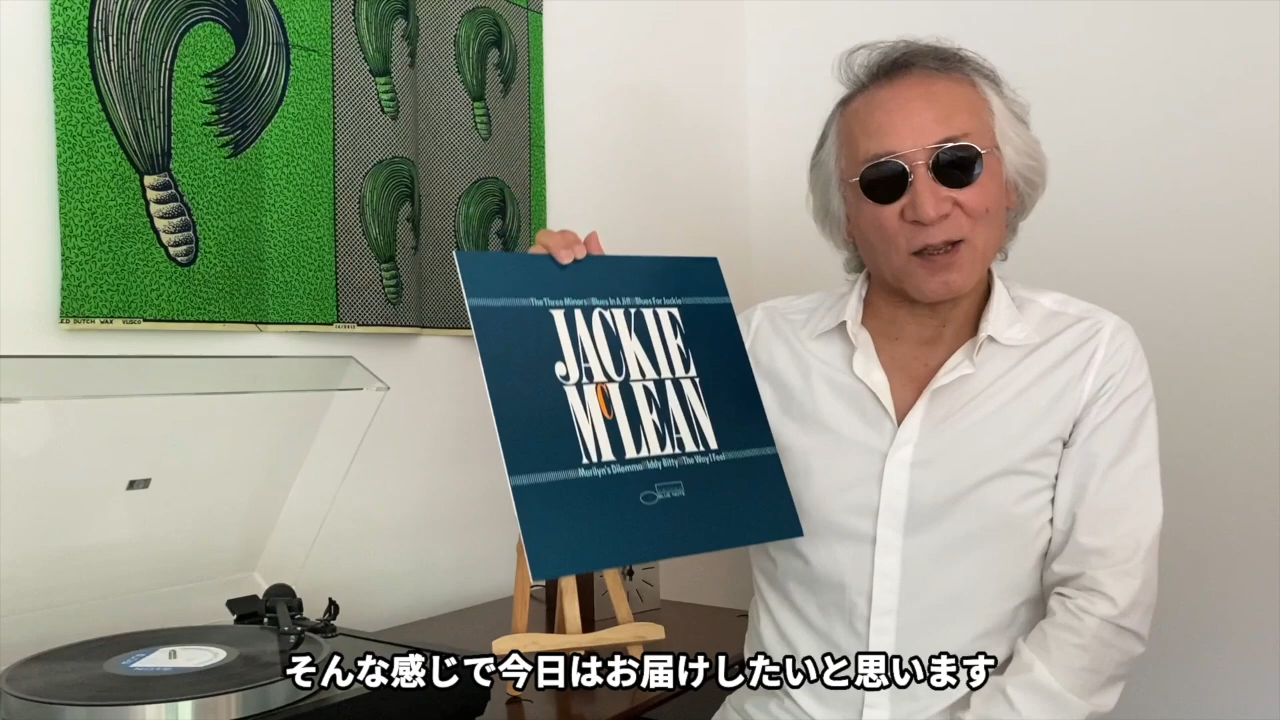 ED DUTCH WAX VLISCO
The Three Minors Blues In A Jiff Blues For Jackie
JACKIE
McLEAN
Marilyn's Dilemma Iddy Bitty The Way I Feel
BLUE NOTE
そんな感じで今日はお届けしたいと思います